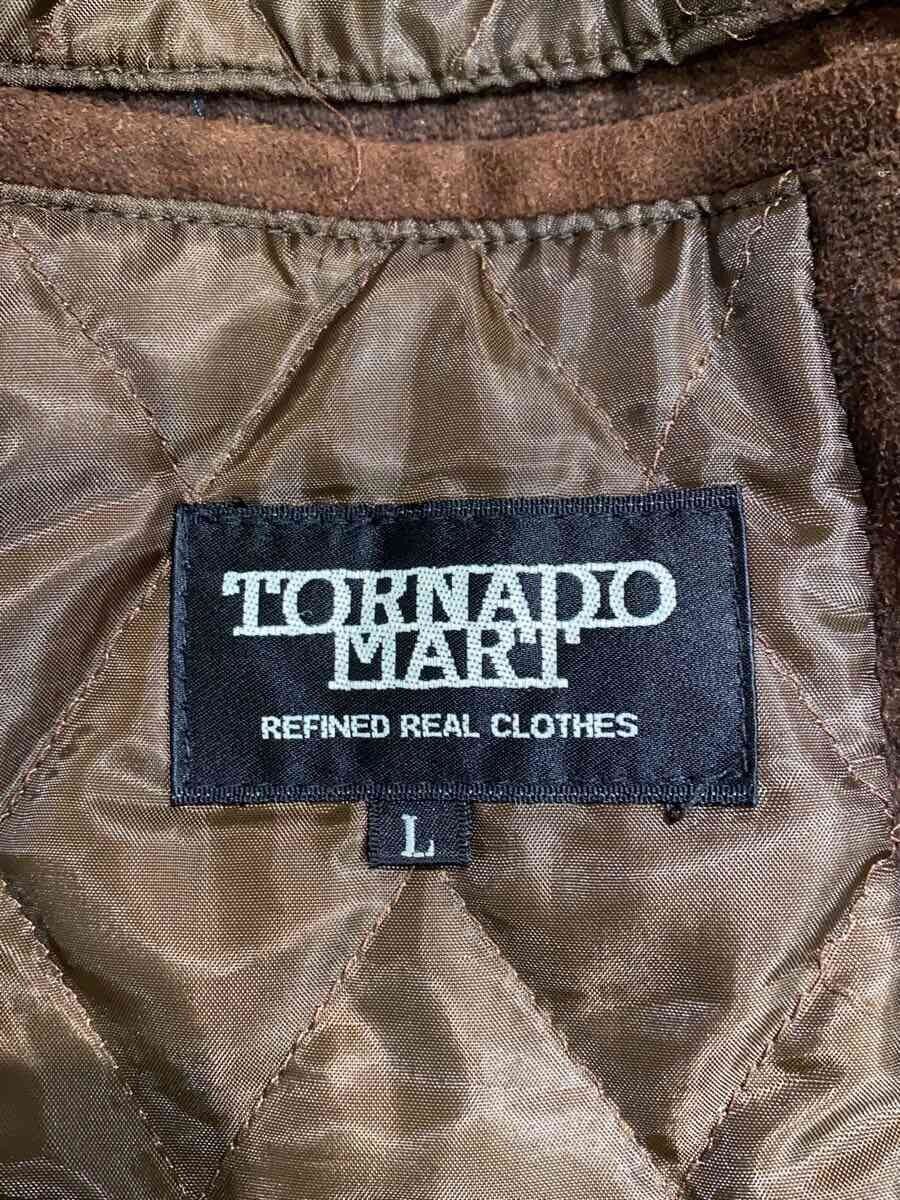 TORNADO
MART
REFINED REAL CLOTHES
L